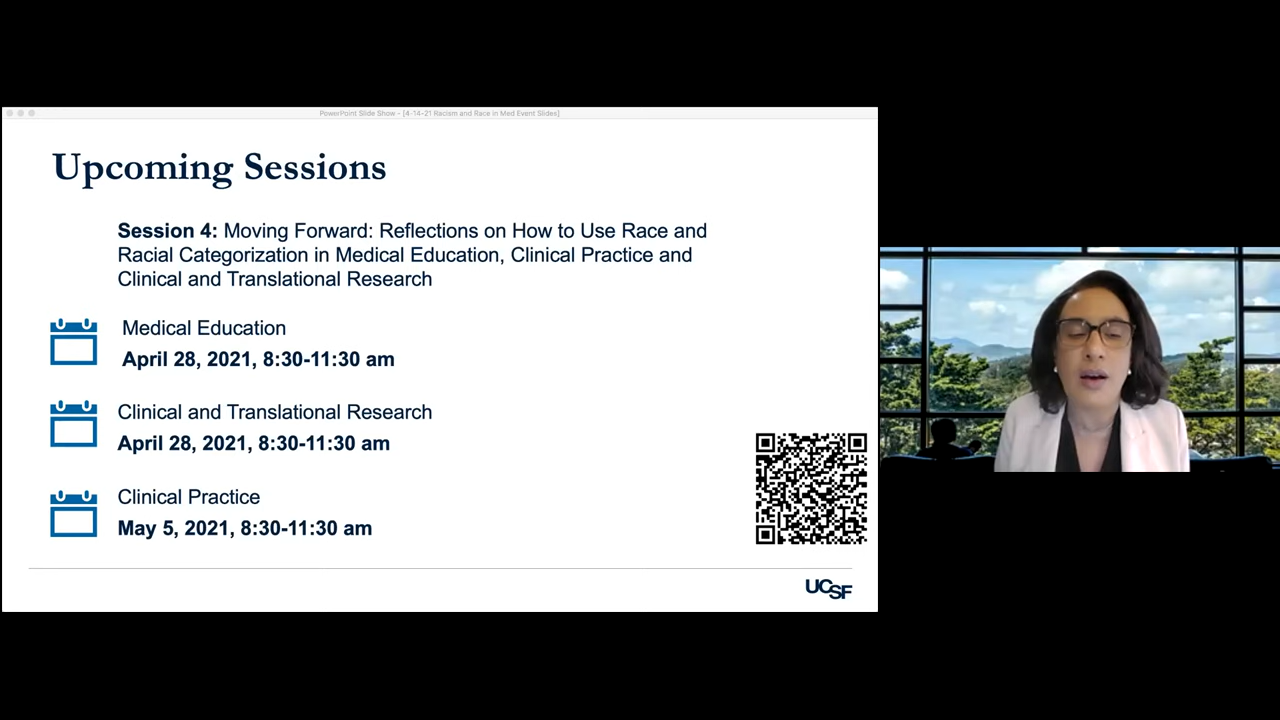 PowerPoint Slide Show - [4-14-21 Racism and Race in Med Event Slides]
Upcoming Sessions
Session 4: Moving Forward: Reflections on How to Use Race and
Racial Categorization in Medical Education, Clinical Practice and
Clinical and Translational Research
Medical Education
April 28, 2021, 8:30-11:30 am
Clinical and Translational Research
April 28, 2021, 8:30-11:30 am
Clinical Practice
May 5, 2021, 8:30-11:30 am
UCSF